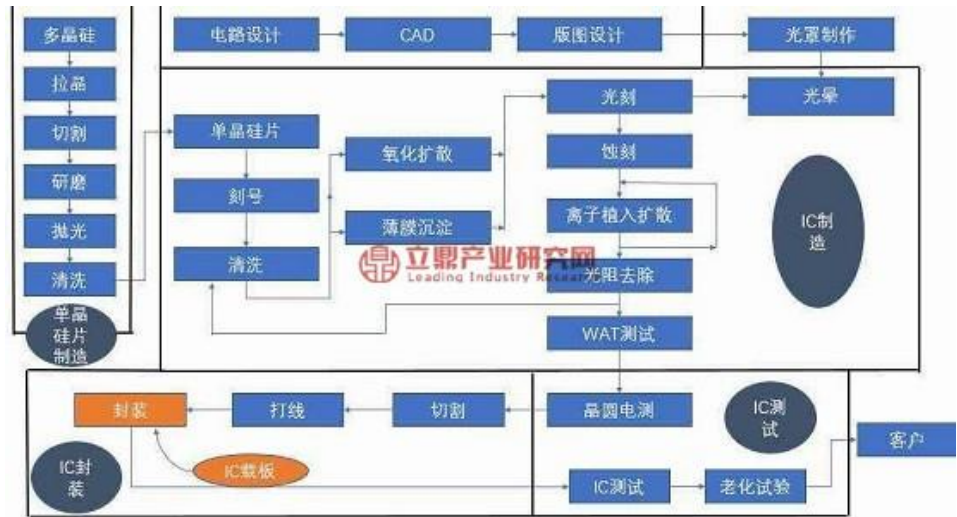 多晶硅
拉晶
切割
研磨
抛光
清洗
单晶
硅片
制造
电路设计
CAD
版图设计
光罩制作
单晶硅片
刻号
清洗
氧化扩散
薄膜沉淀
光刻
蚀刻
离子植入扩散
光阻去除
WAT测试
光晕
IC制
造
立鼎产业研究网
Leading Industry Research
封装
打线
切割
晶圆电测
IC载板
IC封
装
IC测
试
IC测试
老化试验
客户